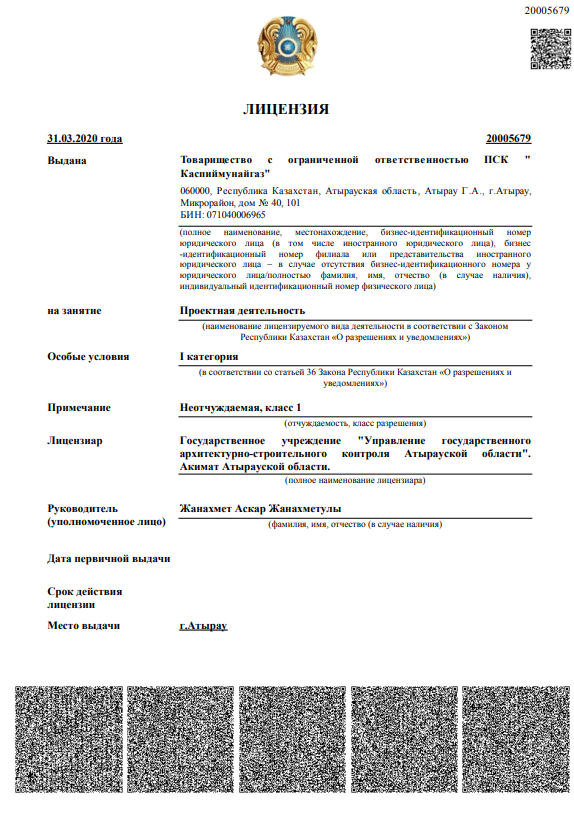 20005679
ЛИЦЕНЗИЯ
31.03.2020 года 20005679
Выдана Товарищество с ограниченной ответственностью ПСК "
Каспиймунайгаз"
060000, Республика Казахстан, Атырауская область, Атырау Г.А., г.Атырау,
Микрорайон, дом № 40, 101
БИН: 071040006965
(полное наименование, местонахождение, бизнес-идентификационный номер
юридического лица (в том числе иностранного юридического лица), бизнес
-идентификационный номер филиала или представительства иностранного
юридического лица – в случае отсутствия бизнес-идентификационного номера у
юридического лица/полностью фамилия, имя, отчество (в случае наличия),
индивидуальный идентификационный номер физического лица)
на занятие Проектная деятельность
(наименование лицензируемого вида деятельности в соответствии с Законом
Республики Казахстан «О разрешениях и уведомлениях»)
Особые условия I категория
(в соответствии со статьей 36 Закона Республики Казахстан «О разрешениях и
уведомлениях»)
Примечание Неотчуждаемая, класс 1
(отчуждаемость, класс разрешения)
Лицензиар Государственное учреждение "Управление государственного
архитектурно-строительного контроля Атырауской области".
Акимат Атырауской области.
(полное наименование лицензиара)
Руководитель Жанахмет Аскар Жанахметулы
(уполномоченное лицо) (фамилия, имя, отчество (в случае наличия)
Дата первичной выдачи
Срок действия
лицензии
Место выдачи г.Атырау